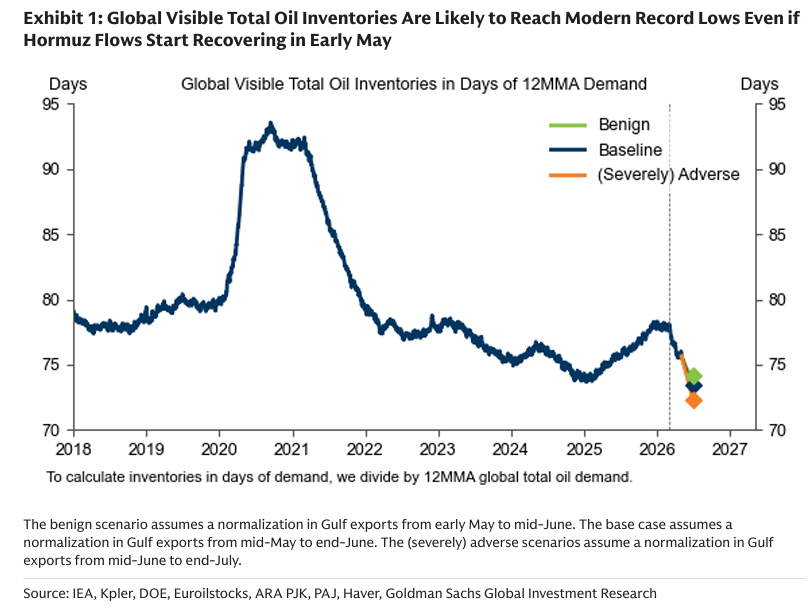 Exhibit 1: Global Visible Total Oil Inventories Are Likely to Reach Modern Record Lows Even if
Hormuz Flows Start Recovering in Early May
Days
Global Visible Total Oil Inventories in Days of 12MMA Demand
Days
95
95
Benign
Baseline
90
(Severely) Adverse
90
85
85
80
80
75
75
70
70
2018 2019 2020 2021 2022 2023 2024 2025 2026 2027
To calculate inventories in days of demand, we divide by 12MMA global total oil demand.
The benign scenario assumes a normalization in Gulf exports from early May to mid-June. The base case assumes a
normalization in Gulf exports from mid-May to end-June. The (severely) adverse scenarios assume a normalization in Gulf
exports from mid-June to end-July.
Source: IEA, Kpler, DOE, Euroilstocks, ARA PJK, PAJ, Haver, Goldman Sachs Global Investment Research